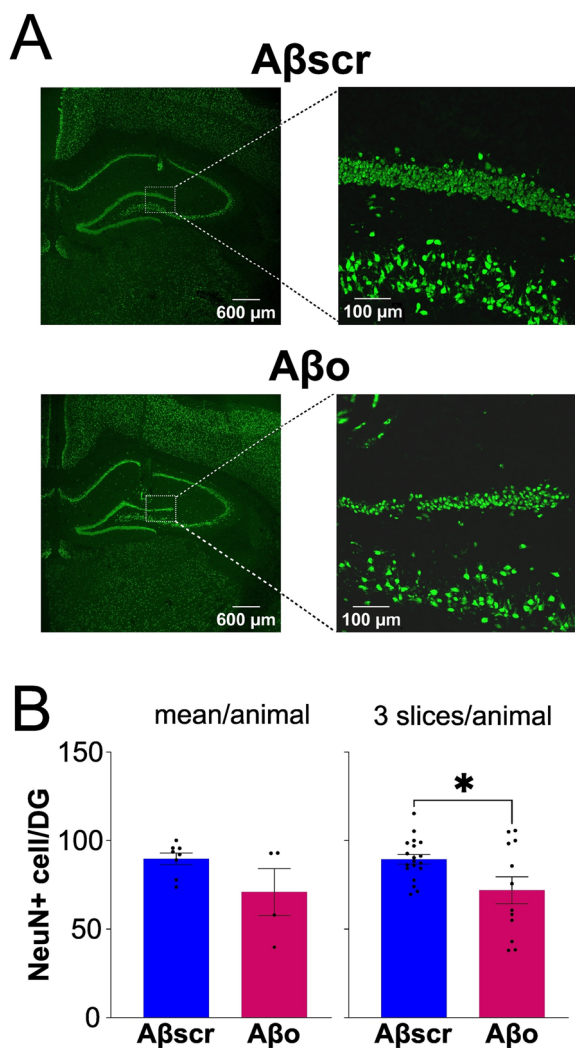 A
Aβscr
600 µm
100 µm
Aβo
600 µm
100 µm
B
mean/animal
3 slices/animal
NeuN+ cell/DG
150
100
50
0
*
Aβscr
Aβo
Aβscr
Aβo